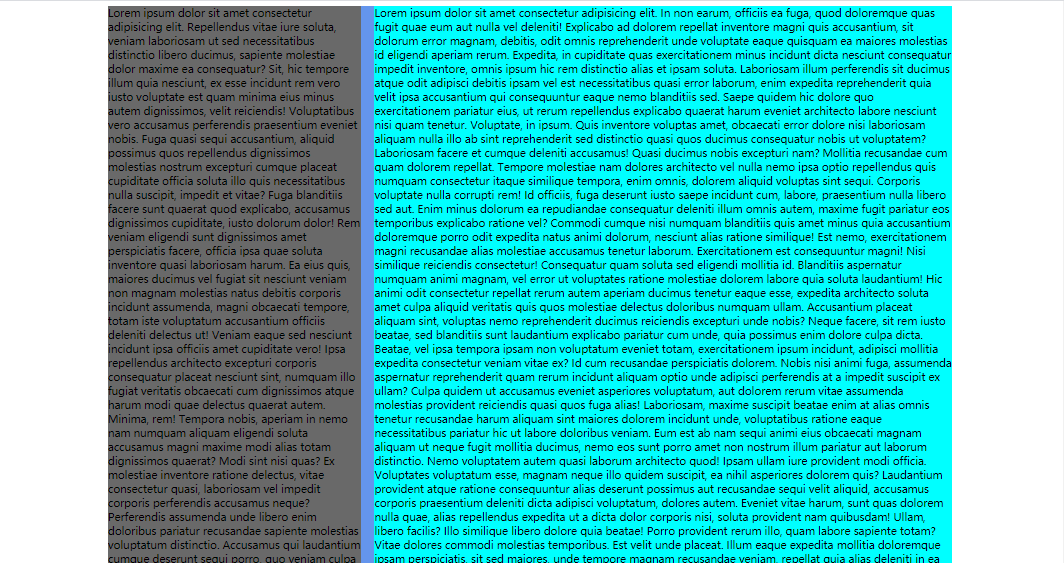 Lorem ipsum dolor sit amet consectetur
adipisicing elit. Repellendus vitae iure soluta,
veniam laboriosam ut sed necessitatibus
distinctio libero ducimus, sapiente molestiae
dolor maxime ea consequatur? Sit, hic tempore
illum quia nesciunt, ex esse incidunt rem vero
iusto voluptate est quam minima eius minus
autem dignissimos, velit reiciendis! Voluptatibus
vero accusamus perferendis praesentium eveniet
nobis. Fuga quasi sequi accusantium, aliquid
possimus quos repellendus dignissimos
molestias nostrum excepturi cumque placeat
cupiditate officia soluta illo quis necessitatibus
nulla suscipit, impedit et vitae? Fuga blanditiis
facere sunt quaerat quod explicabo, accusamus
dignissimos cupiditate, iusto dolorum dolor! Rem
veniam eligendi sunt dignissimos amet
perspiciatis facere, officia ipsa quae soluta
inventore quasi laboriosam harum. Ea eius quis,
maiores ducimus vel fugiat sit nesciunt veniam
non magnam molestias natus debitis corporis
incidunt assumenda, magni obcaecati tempore,
totam iste voluptatum accusantium officiis
deleniti delectus ut! Veniam eaque sed nesciunt
incidunt ipsa officiis amet cupiditate vero! Ipsa
repellendus architecto excepturi corporis
consequatur placeat nesciunt sint, numquam illo
fugiat veritatis obcaecati cum dignissimos atque
harum modi quae delectus quaerat autem.
Minima, rem! Tempora nobis, aperiam in nemo
nam numquam aliquam eligendi soluta
accusamus magni maxime modi alias totam
dignissimos quaerat? Modi sint nisi quas? Ex
molestiae inventore ratione delectus, vitae
consectetur quasi, laboriosam vel impedit
corporis perferendis accusamus neque?
Perferendis assumenda unde libero enim
doloribus pariatur recusandae sapiente molestias
voluptatum distinctio. Accusamus qui laudantium
cumque deserunt sequi porro, quo veniam culpa
Lorem ipsum dolor sit amet consectetur adipisicing elit. In non earum, officiis ea fuga, quod doloremque quas
fugit quae eum aut nulla vel deleniti! Explicabo ad dolorem repellat inventore magni quis accusantium, sit
dolorum error magnam, debitis, odit omnis reprehenderit unde voluptate eaque quisquam ea maiores molestias
id eligendi aperiam rerum. Expedita, in cupiditate quas exercitationem minus incidunt dicta nesciunt consequatur
impedit inventore, omnis ipsum hic rem distinctio alias et ipsam soluta. Laboriosam illum perferendis sit ducimus
atque odit adipisci debitis ipsam vel est necessitatibus quasi error laborum, enim expedita reprehenderit quia
velit ipsa accusantium qui consequuntur eaque nemo blanditiis sed. Saepe quidem hic dolore quo
exercitationem pariatur eius, ut rerum repellendus explicabo quaerat harum eveniet architecto labore nesciunt
nisi quam tenetur. Voluptate, in ipsum. Quis inventore voluptas amet, obcaecati error dolore nisi laboriosam
aliquam nulla illo ab sint reprehenderit sed distinctio quasi quos ducimus consequatur nobis ut voluptatem?
Laboriosam facere et cumque deleniti accusamus! Quasi ducimus nobis excepturi nam? Mollitia recusandae cum
quam dolorem repellat. Tempore molestiae nam dolores architecto vel nulla nemo ipsa optio repellendus quis
numquam consectetur itaque similique tempora, enim omnis, dolorem aliquid voluptas sint sequi. Corporis
voluptate nulla corrupti rem! Id officiis, fuga deserunt iusto saepe incidunt cum, labore, praesentium nulla libero
sed aut. Enim minus dolorum ea repudiandae consequatur deleniti illum omnis autem, maxime fugit pariatur eos
temporibus explicabo ratione vel? Commodi cumque nisi numquam blanditiis quis amet minus quia accusantium
doloremque porro odit expedita natus animi dolorum, nesciunt alias ratione similique! Est nemo, exercitationem
magni recusandae alias molestiae accusamus tenetur laborum. Exercitationem est consequuntur magni! Nisi
similique reiciendis consectetur! Consequatur quam soluta sed eligendi mollitia id. Blanditiis aspernatur
numquam animi magnam, vel error ut voluptates ratione molestiae dolorem labore quia soluta laudantium! Hic
animi odit consectetur repellat rerum autem aperiam ducimus tenetur eaque esse, expedita architecto soluta
amet culpa aliquid veritatis quis quos molestiae delectus doloribus numquam ullam. Accusantium placeat
aliquam sint, voluptas nemo reprehenderit ducimus reiciendis excepturi unde nobis? Neque facere, sit rem iusto
beatae, sed blanditiis sunt laudantium explicabo pariatur cum unde, quia possimus enim dolore culpa dicta.
Beatae, vel ipsa tempora ipsam non voluptatum eveniet totam, exercitationem ipsum incidunt, adipisci mollitia
expedita consectetur veniam vitae ex? Id cum recusandae perspiciatis dolorem. Nobis nisi animi fuga, assumenda
aspernatur reprehenderit quam rerum incidunt aliquam optio unde adipisci perferendis at a impedit suscipit ex
ullam? Culpa quidem ut accusamus eveniet asperiores voluptatum, aut dolorem rerum vitae assumenda
molestias provident reiciendis quasi quos fuga alias! Laboriosam, maxime suscipit beatae enim at alias omnis
tenetur recusandae harum aliquam sint maiores dolorem incidunt unde, voluptatibus ratione eaque
necessitatibus pariatur hic ut labore doloribus veniam. Eum est ab nam sequi animi eius obcaecati magnam
aliquam ut neque fugit mollitia ducimus, nemo eos sunt porro amet non nostrum illum pariatur aut laborum
distinctio. Nemo voluptatem autem quasi laborum architecto quod! Ipsam ullam iure provident modi officia.
Voluptates voluptatum esse, magnam neque illo quidem suscipit, ea nihil asperiores dolorem quis? Laudantium
provident atque ratione consequuntur alias deserunt possimus aut recusandae sequi velit aliquid, accusamus
corporis praesentium deleniti dicta adipisci voluptatum, dolores autem. Eveniet vitae harum, sunt quas dolorum
nulla quae, alias repellendus expedita ut a dicta dolor corporis nisi, soluta provident nam quibusdam! Ullam,
libero facilis? Illo similique libero dolore quia beatae! Porro provident rerum illo, quam labore sapiente totam?
Vitae dolores commodi molestias temporibus. Est velit unde placeat. Illum eaque expedita mollitia doloremque
ipsam perspiciatis, sit sed maiores, unde tempore magnam recusandae veniam, repellat quia alias deleniti in ea